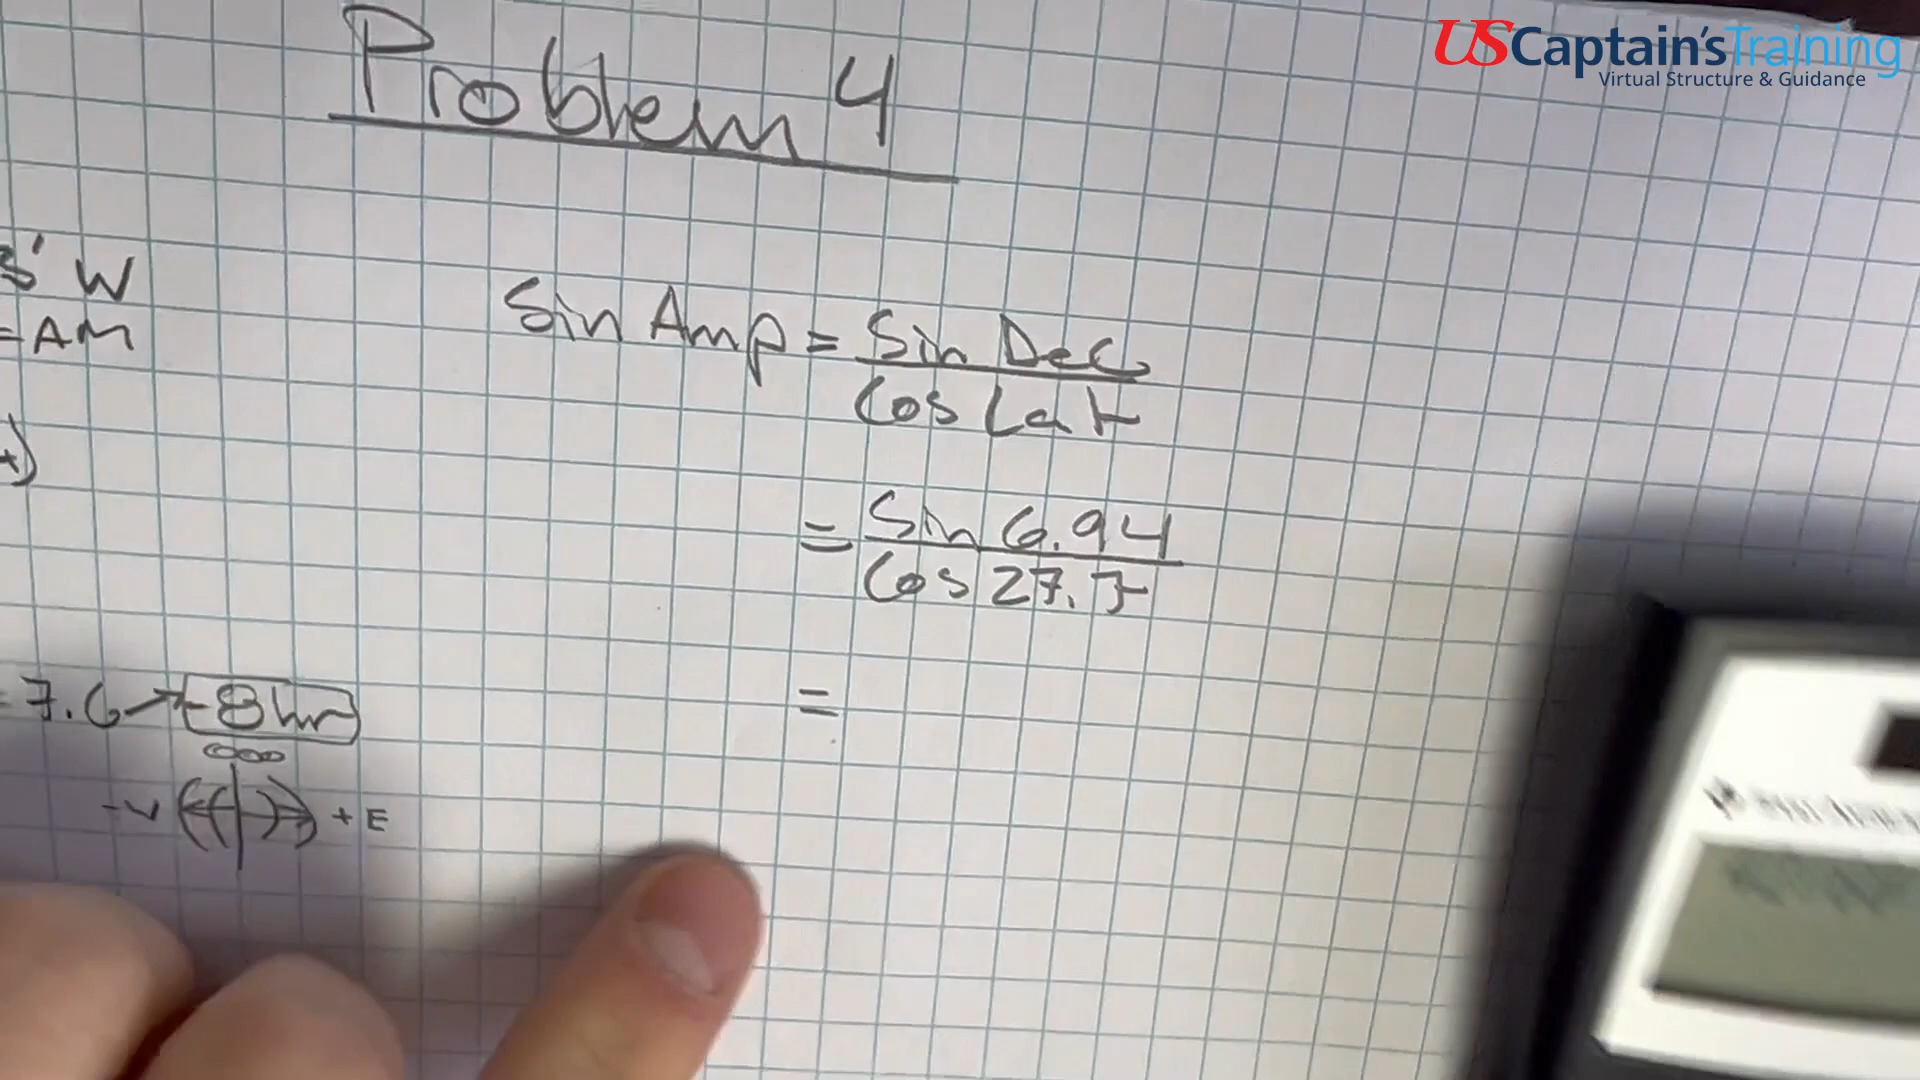 USCaptain'sTraining
Virtual Structure & Guidance
Problem 4
' W
= AM
Sin Amp = Sin Dec
Cos Lat
+)
= Sin 6.94
Cos 27.7
= 7.6 → -8hr
=
-W + E